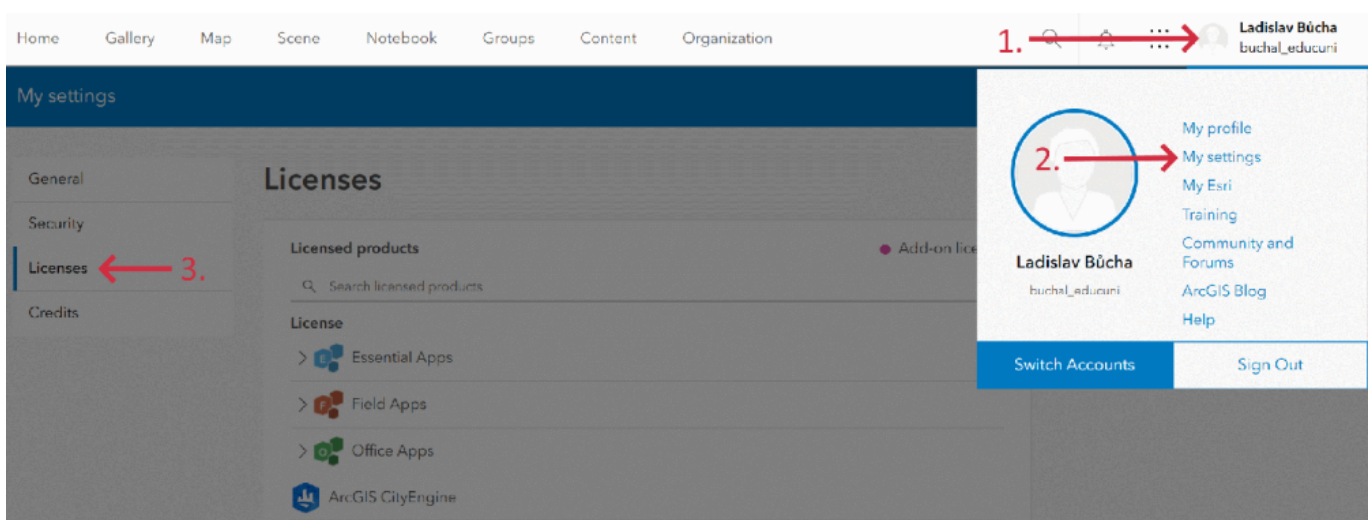 Home Gallery Map Scene Notebook Groups Content Organization 1. Ladislav Bůcha
buchal_educuni
My settings
My profile
2. My settings
My Esri
Training
Community and
Forums
ArcGIS Blog
Help
Ladislav Bůcha
buchal_educuni
Switch Accounts Sign Out
General
Security
Licenses 3.
Credits
Licenses
Licensed products Add-on lice
Search licensed products
License
Essential Apps
Field Apps
Office Apps
ArcGIS CityEngine